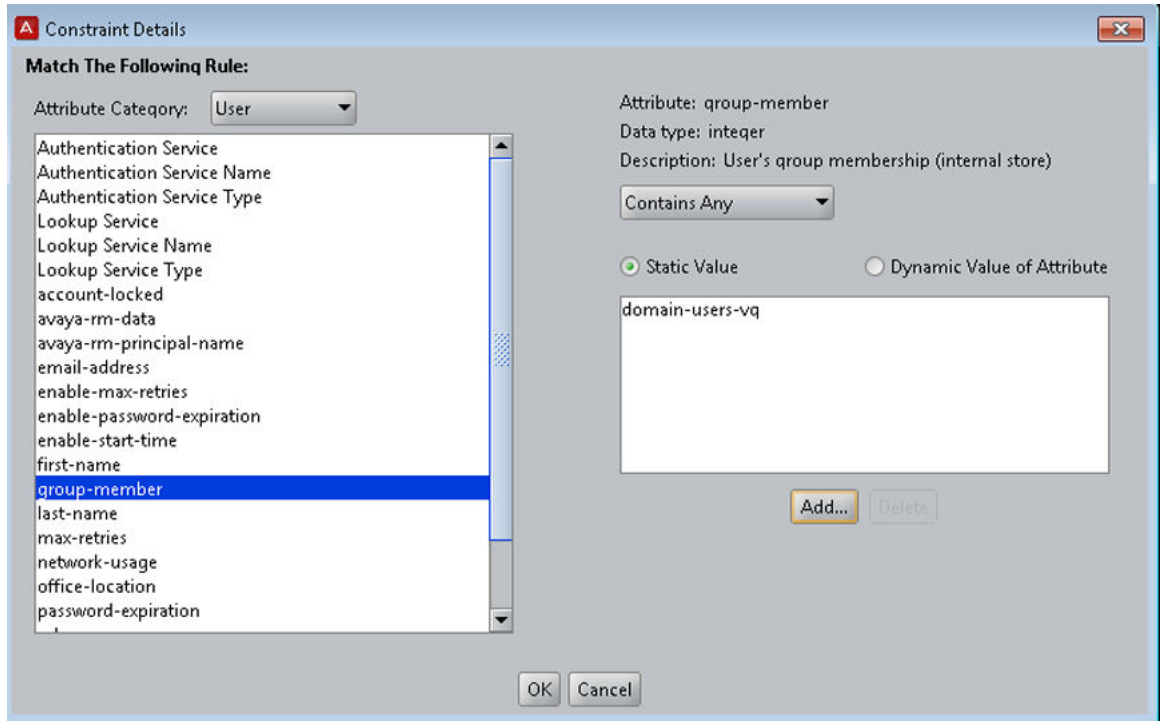 A Constraint Details
Match The Following Rule:
Attribute Category: User
Authentication Service
Authentication Service Name
Authentication Service Type
Lookup Service
Lookup Service Name
Lookup Service Type
account-locked
avaya-rm-data
avaya-rm-principal-name
email-address
enable-max-retries
enable-password-expiration
enable-start-time
first-name
group-member
last-name
max-retries
network-usage
office-location
password-expiration
Attribute: group-member
Data type: integer
Description: User's group membership (internal store)
Contains Any
Static Value Dynamic Value of Attribute
domain-users-vg
Add... Delete
OK Cancel